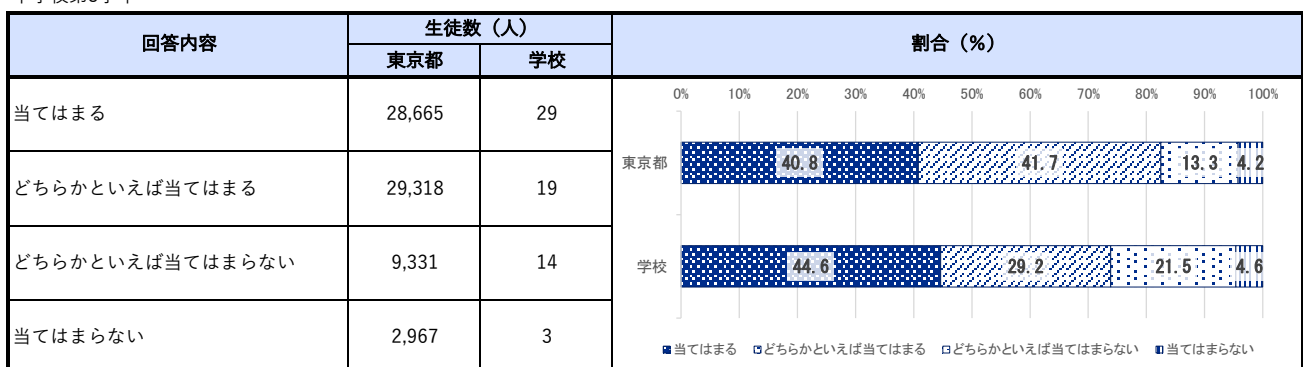 回答内容
生徒数（人）
割合（%）
東京都
学校
当てはまる
28,665
29
どちらかといえば当てはまる
29,318
19
どちらかといえば当てはまらない
9,331
14
当てはまらない
2,967
3
0% 10% 20% 30% 40% 50% 60% 70% 80% 90% 100%
東京都
40.8
41.7
13.3
4.2
学校
44.6
29.2
21.5
4.6
当てはまる どちらかといえば当てはまる どちらかといえば当てはまらない 当てはまらない